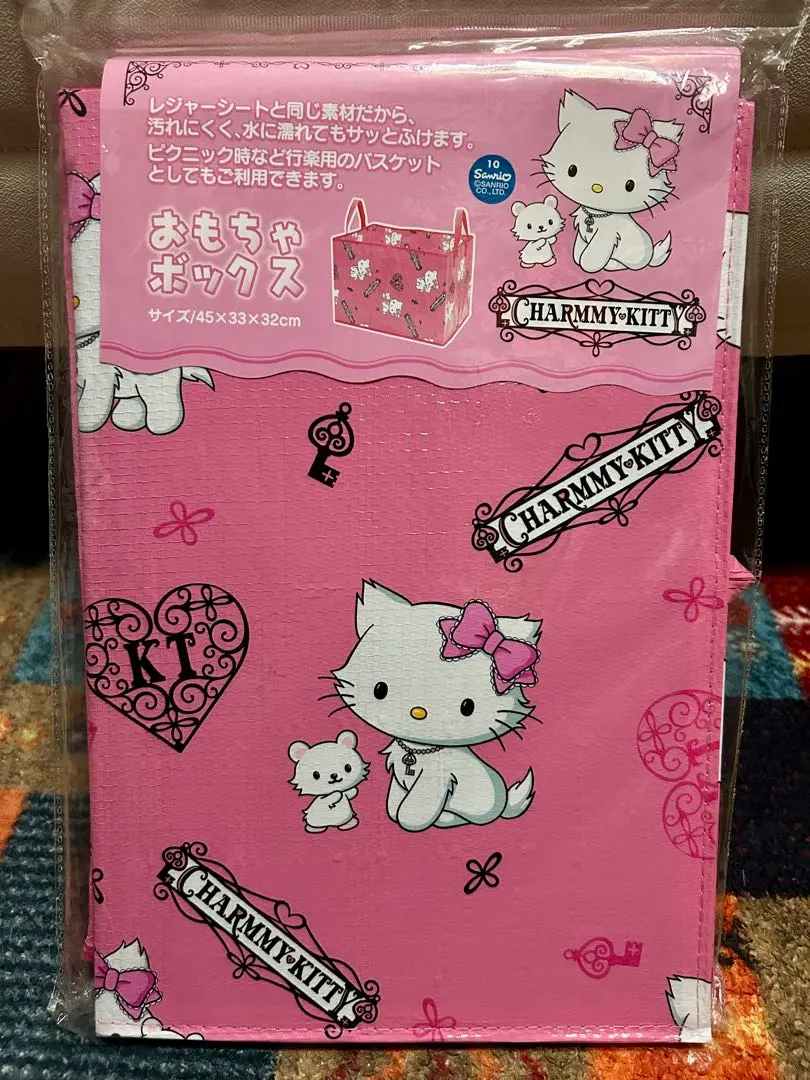 レジャーシートと同じ素材だから、
汚れにくく、水に濡れてもサッとふけます。
ピクニック時など行楽用のバスケット
としてもご利用できます。
おもちゃ
ボックス
サイズ/45×33×32cm
10
Sanrio
©SANRIO
CO.,LTD.
CHARMMY♥KITTY
CHARMMY♥KITTY
KT
CHARMMY♥KITTY